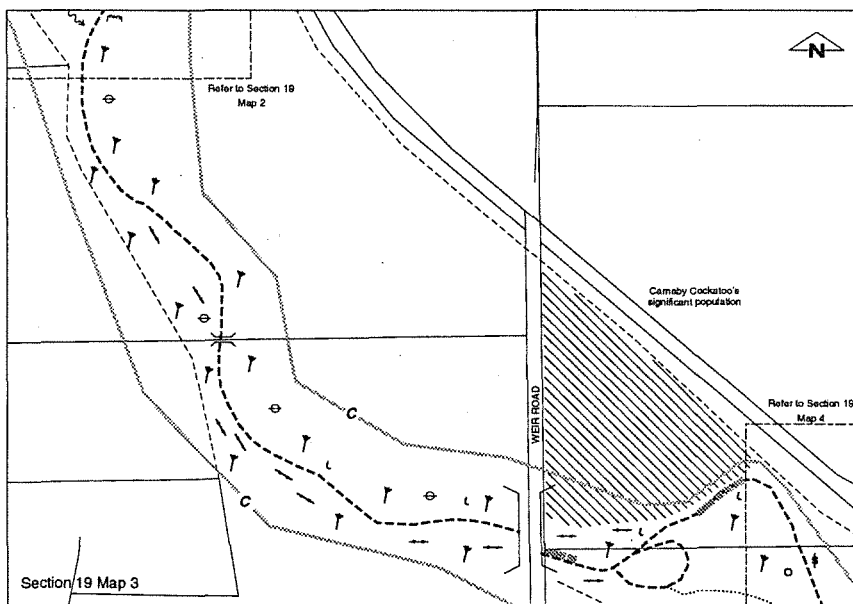 N
Refer to Section 19
Map 2
Carnaby Cockatoo's
significant population
Refer to Section 19
Map 4
WEIR ROAD
C
C
Section 19 Map 3